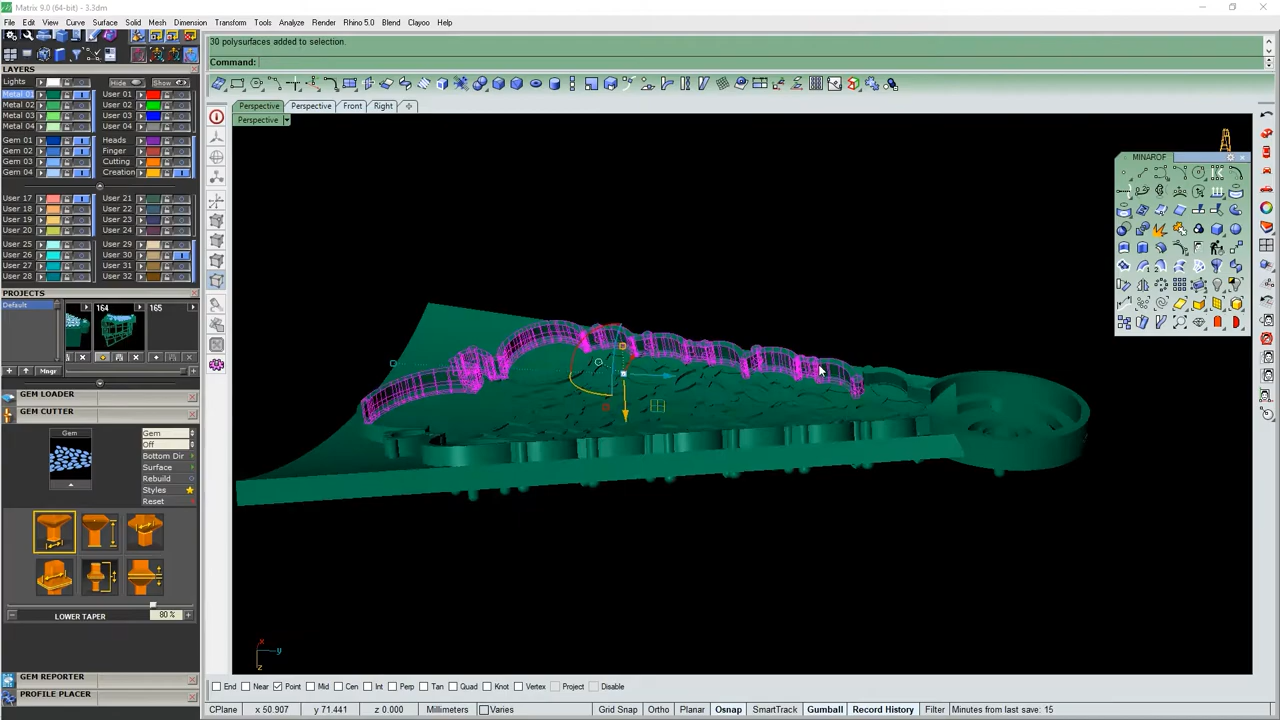 Matrix 9.0 (64-bit) - 3.3dm
File Edit View Curve Surface Solid Mesh Dimension Transform Tools Analyze Render Rhino 5.0 Blend Clayoo Help
30 polysurfaces added to selection.
Command:
LAYERS
Lights Hide Show
Metal 01 User 01
Metal 02 User 02
Metal 03 User 03
Metal 04 User 04
Gem 01 Heads
Gem 02 Finger
Gem 03 Cutting
Gem 04 Creation
User 17 User 21
User 18 User 22
User 19 User 23
User 20 User 24
User 25 User 29
User 26 User 30
User 27 User 31
User 28 User 32
PROJECTS
Default 164 165
Mngr
GEM LOADER
GEM CUTTER
Gem Gem
Off
Bottom Dir
Surface
Rebuild
Styles
Reset
LOWER TAPER 80 %
GEM REPORTER
PROFILE PLACER
Perspective Perspective Front Right
Perspective
MINAROF
x y z
End Near Point Mid Cen Int Perp Tan Quad Knot Vertex Project Disable
CPlane x 50.907 y 71.441 z 0.000 Millimeters Varies Grid Snap Ortho Planar Osnap SmartTrack Gumball Record History Filter Minutes from last save: 15